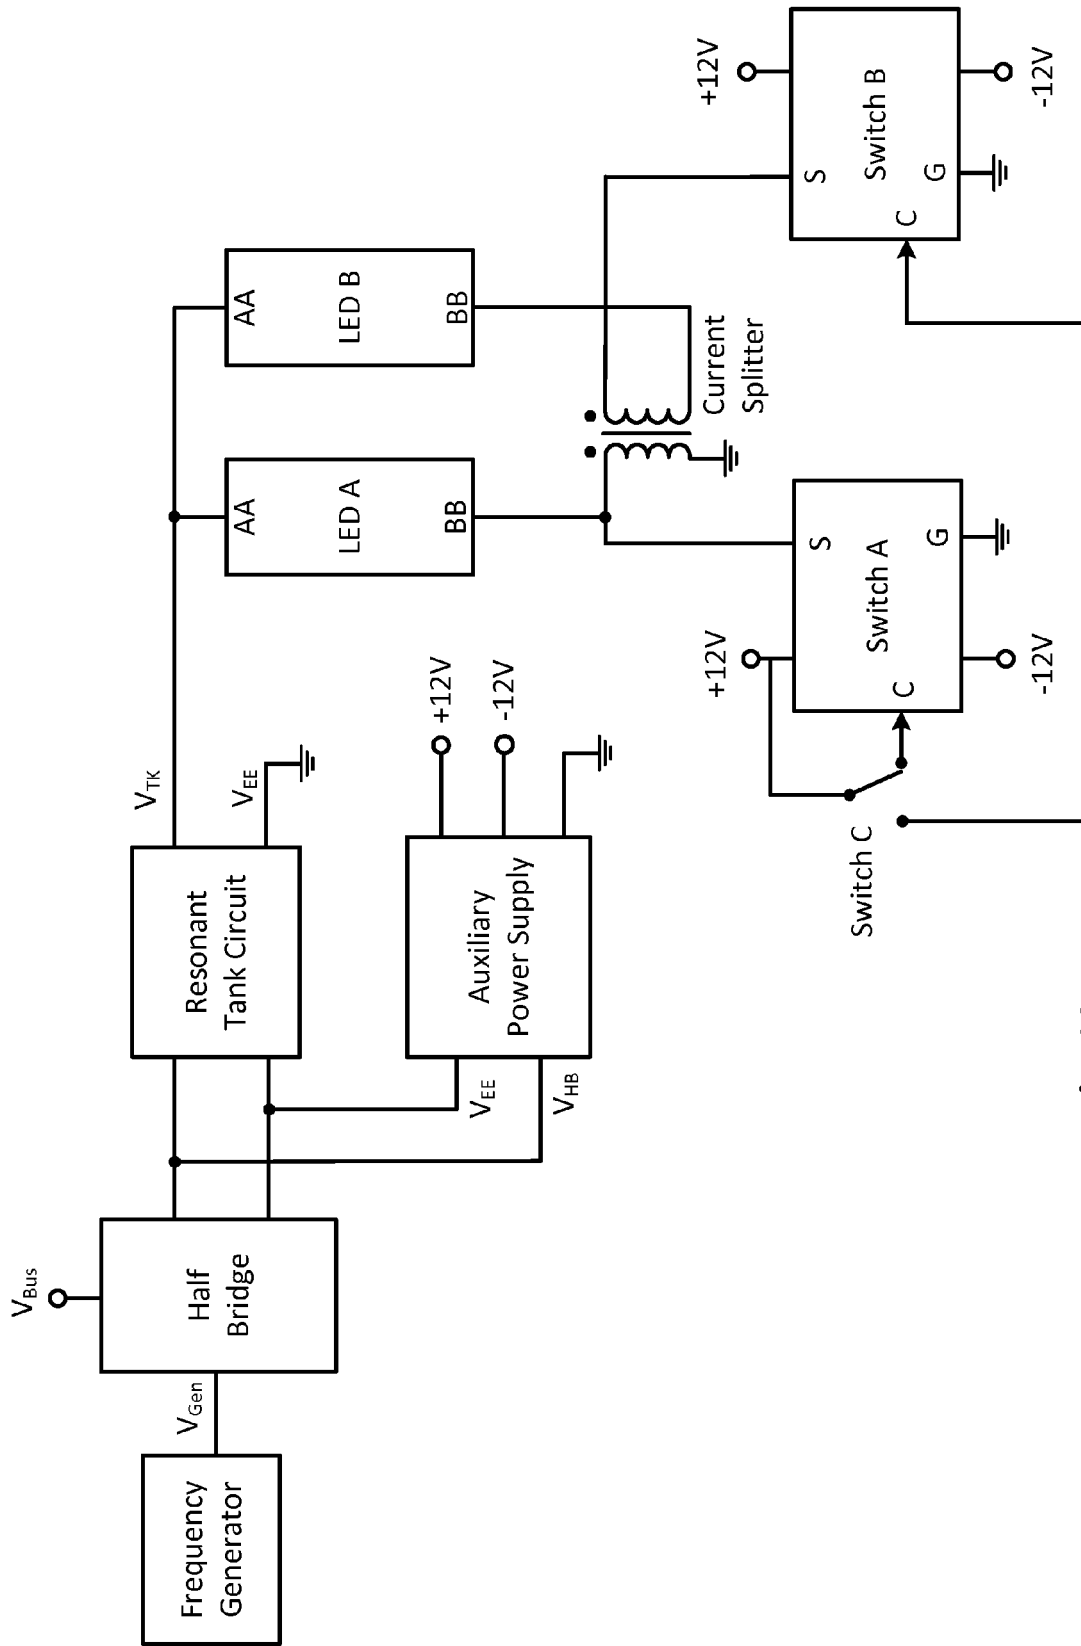 Frequency
Generator
V_Gen
V_Bus
Half
Bridge
V_EE
V_HB
Resonant
Tank Circuit
V_TK
V_EE
Auxiliary
Power Supply
+12V
-12V
AA
LED A
BB
AA
LED B
BB
Current
Splitter
Switch C
+12V
S
Switch A
C
G
-12V
+12V
S
Switch B
C
G
-12V